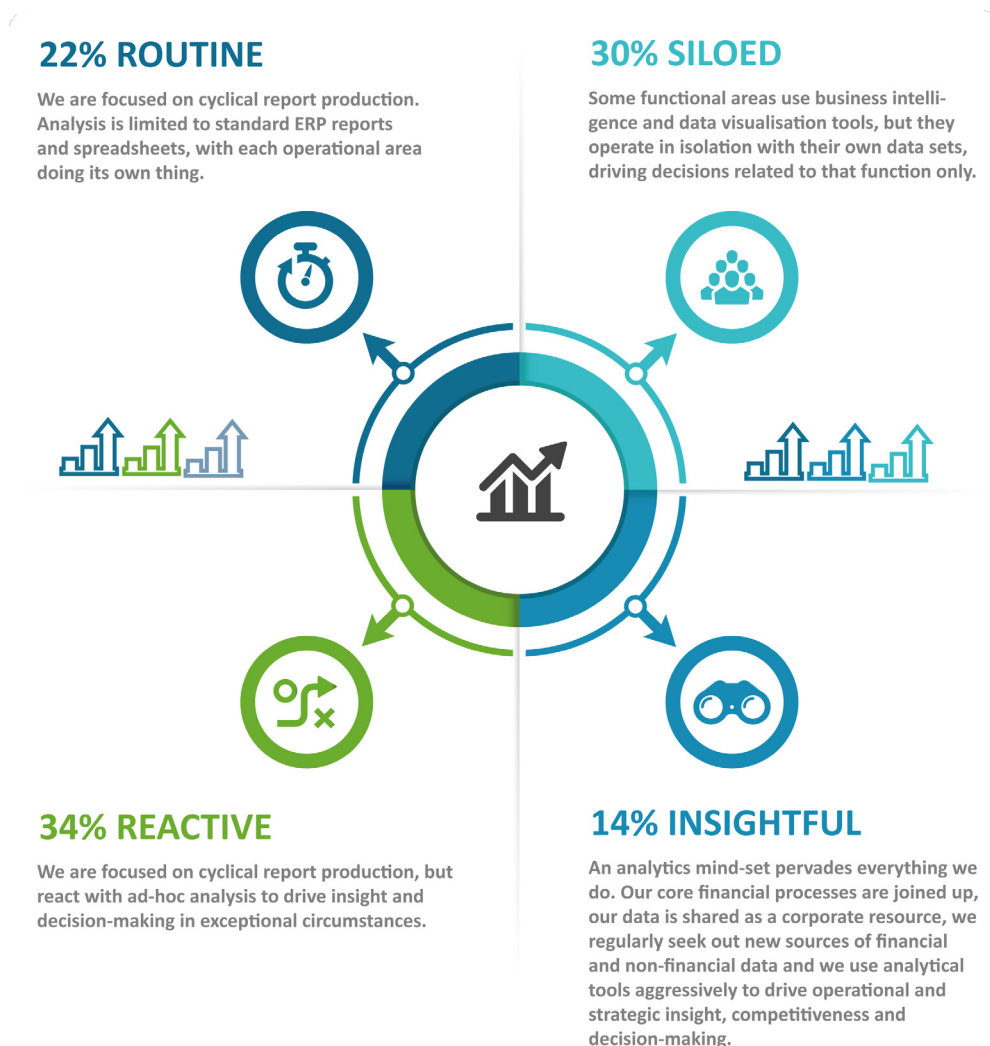 22% ROUTINE
We are focused on cyclical report production.
Analysis is limited to standard ERP reports
and spreadsheets, with each operational area
doing its own thing.
30% SILOED
Some functional areas use business intelli-
gence and data visualisation tools, but they
operate in isolation with their own data sets,
driving decisions related to that function only.
34% REACTIVE
We are focused on cyclical report production, but
react with ad-hoc analysis to drive insight and
decision-making in exceptional circumstances.
14% INSIGHTFUL
An analytics mind-set pervades everything we
do. Our core financial processes are joined up,
our data is shared as a corporate resource, we
regularly seek out new sources of financial
and non-financial data and we use analytical
tools aggressively to drive operational and
strategic insight, competitiveness and
decision-making.